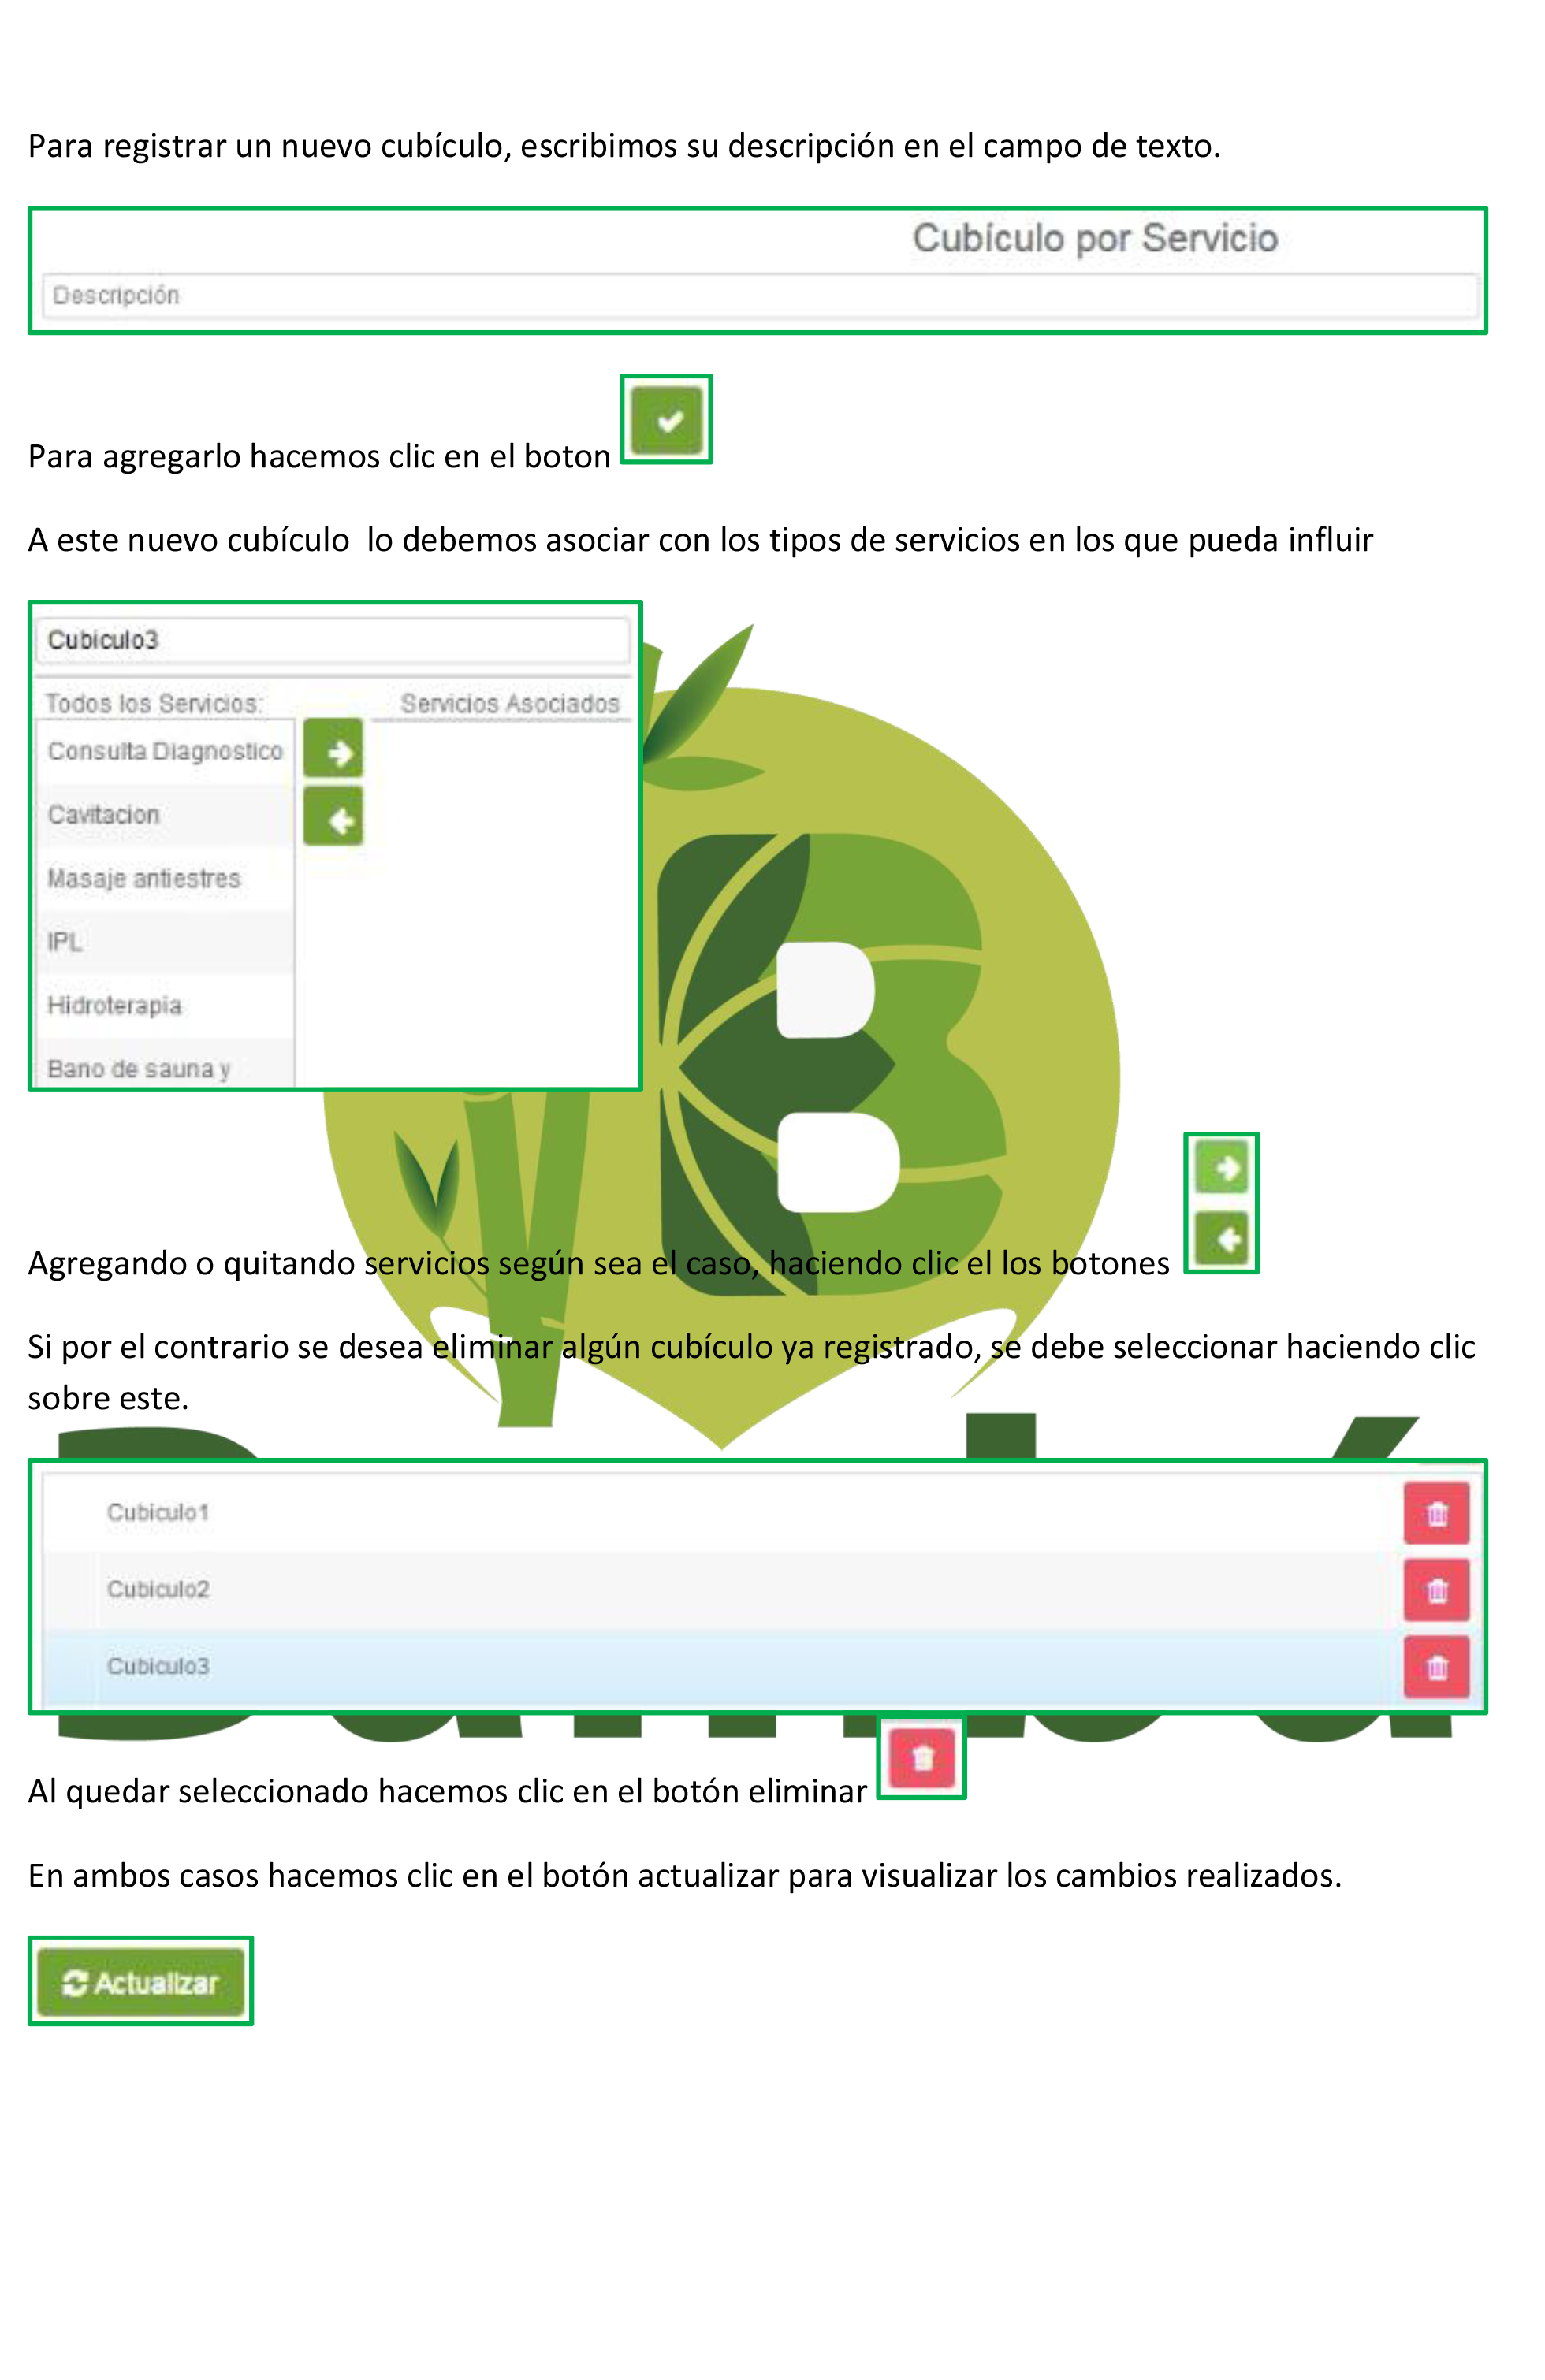 Para registrar un nuevo cubículo, escribimos su descripción en el campo de texto.
Cubículo por Servicio
Descripción
Para agregarlo hacemos clic en el boton
A este nuevo cubículo  lo debemos asociar con los tipos de servicios en los que pueda influir
Cubiculo3
Todos los Servicios:
Servicios Asociados
Consulta Diagnostico
Cavitacion
Masaje antiestres
IPL
Hidroterapia
Bano de sauna y
B
Agregando o quitando servicios según sea el caso, haciendo clic el los botones
Si por el contrario se desea eliminar algún cubículo ya registrado, se debe seleccionar haciendo clic
sobre este.
Cubiculo1
Cubiculo2
Cubiculo3
Al quedar seleccionado hacemos clic en el botón eliminar
En ambos casos hacemos clic en el botón actualizar para visualizar los cambios realizados.
Actualizar